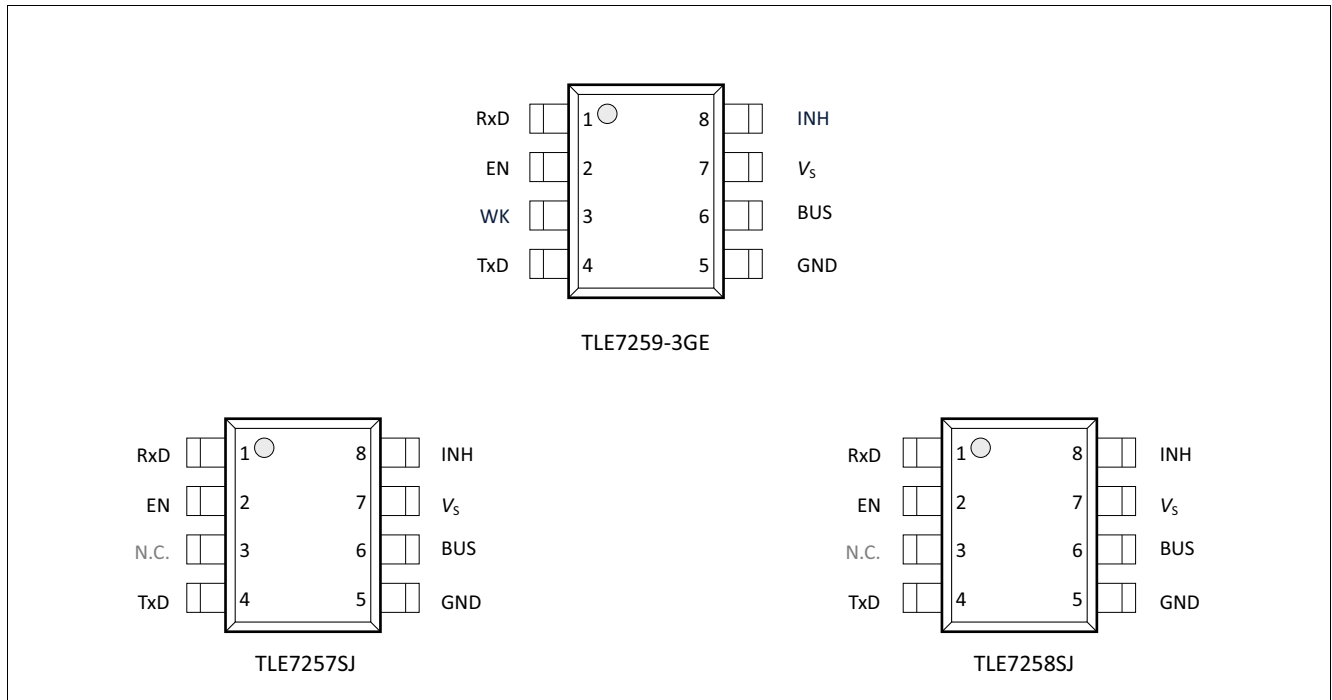 RxD 1 8 INH
EN 2 7 VS
WK 3 6 BUS
TxD 4 5 GND
TLE7259-3GE
RxD 1 8 INH
EN 2 7 VS
N.C. 3 6 BUS
TxD 4 5 GND
TLE7257SJ
RxD 1 8 INH
EN 2 7 VS
N.C. 3 6 BUS
TxD 4 5 GND
TLE7258SJ